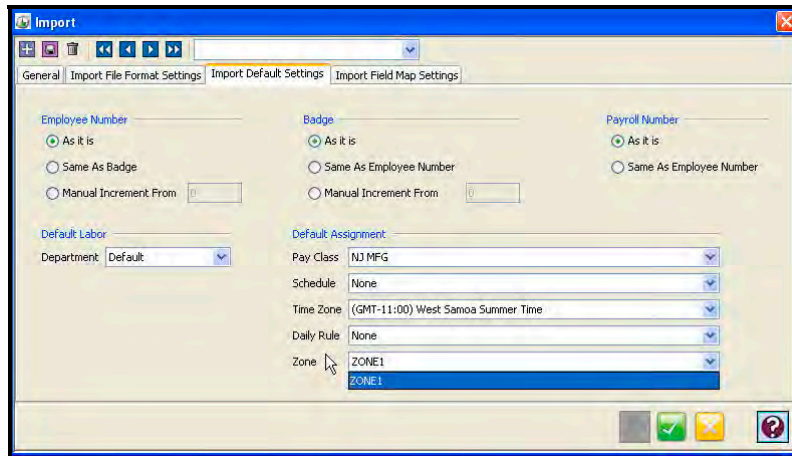 Import
General Import File Format Settings Import Default Settings Import Field Map Settings
Employee Number Badge Payroll Number
As it is As it is As it is
Same As Badge Same As Employee Number Same As Employee Number
Manual Increment From 0 Manual Increment From 0
Default Labor Default Assignment
Department Default Pay Class NJ MFG
Schedule None
Time Zone (GMT-11:00) West Samoa Summer Time
Daily Rule None
Zone ZONE1
ZONE1